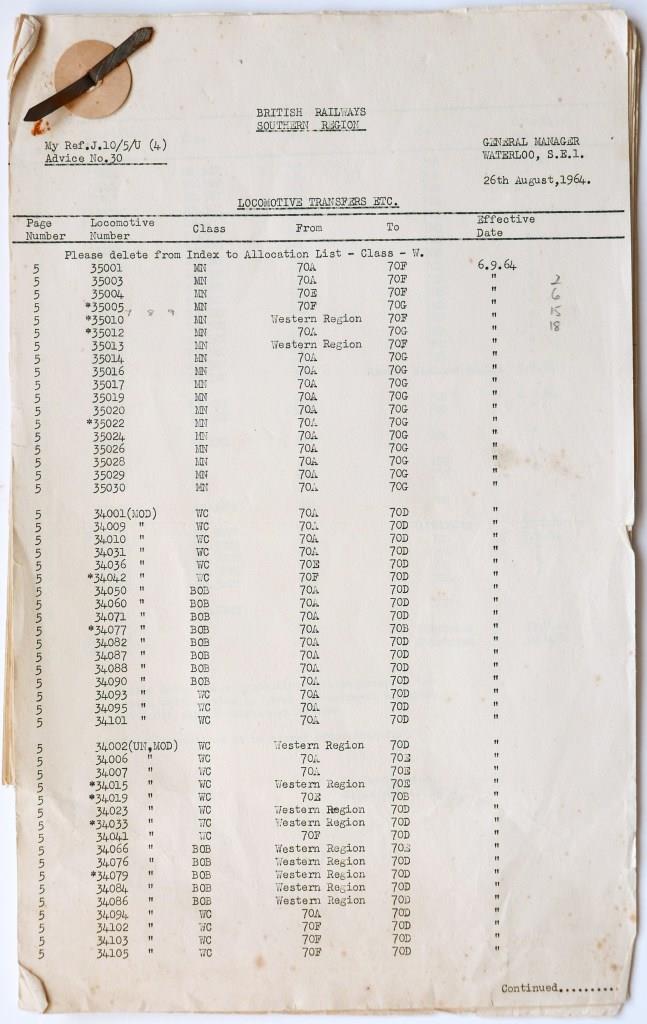 BRITISH RAILWAYS
SOUTHERN REGION
My Ref.J.10/5/U (4) GENERAL MANAGER
Advice No.30 WATERLOO, S.E.1.
26th August,1964.
LOCOMOTIVE TRANSFERS ETC.
Page Number Locomotive Number Class From To Effective Date
Please delete from Index to Allocation List - Class - W.
5 35001 MN 70A 70F 6.9.64
5 35003 MN 70A 70F " 2
5 35004 MN 70E 70F " 6
5 *35005 MN 70F 70G " 15
5 *35010 7 8 9 MN Western Region 70F " 18
5 *35012 MN 70A 70G "
5 35013 MN Western Region 70F "
5 35014 MN 70A 70G "
5 35016 MN 70A 70G "
5 35017 MN 70A 70G "
5 35019 MN 70A 70G "
5 35020 MN 70A 70G "
5 *35022 MN 70A 70G "
5 35024 MN 70A 70G "
5 35026 MN 70A 70G "
5 35028 MN 70A 70G "
5 35029 MN 70A 70G "
5 35030 MN 70A 70G "
5 34001(MOD) WC 70A 70D "
5 34009 " WC 70A 70D "
5 34010 " WC 70A 70D "
5 34031 " WC 70A 70D "
5 34036 " WC 70E 70D "
5 *34042 " WC 70F 70D "
5 34050 " BOB 70A 70D "
5 34060 " BOB 70A 70D "
5 34071 " BOB 70A 70D "
5 *34077 " BOB 70A 70B "
5 34082 " BOB 70A 70D "
5 34087 " BOB 70A 70D "
5 34088 " BOB 70A 70D "
5 34090 " BOB 70A 70D "
5 34093 " WC 70A 70D "
5 34095 " WC 70A 70D "
5 34101 " WC 70A 70D "
5 34002(UN,MOD) WC Western Region 70D "
5 34006 " WC 70A 70E "
5 34007 " WC 70A 70E "
5 *34015 " WC Western Region 70E "
5 *34019 " WC 70E 70B "
5 34023 " WC Western Region 70D "
5 *34033 " WC Western Region 70D "
5 34041 " WC 70F 70D "
5 34066 " BOB Western Region 70E "
5 34076 " BOB Western Region 70D "
5 *34079 " BOB Western Region 70D "
5 34084 " BOB Western Region 70D "
5 34086 " BOB Western Region 70D "
5 34094 " WC 70A 70D "
5 34102 " WC 70F 70D "
5 34103 " WC 70F 70D "
5 34105 " WC 70F 70D "
Continued.........